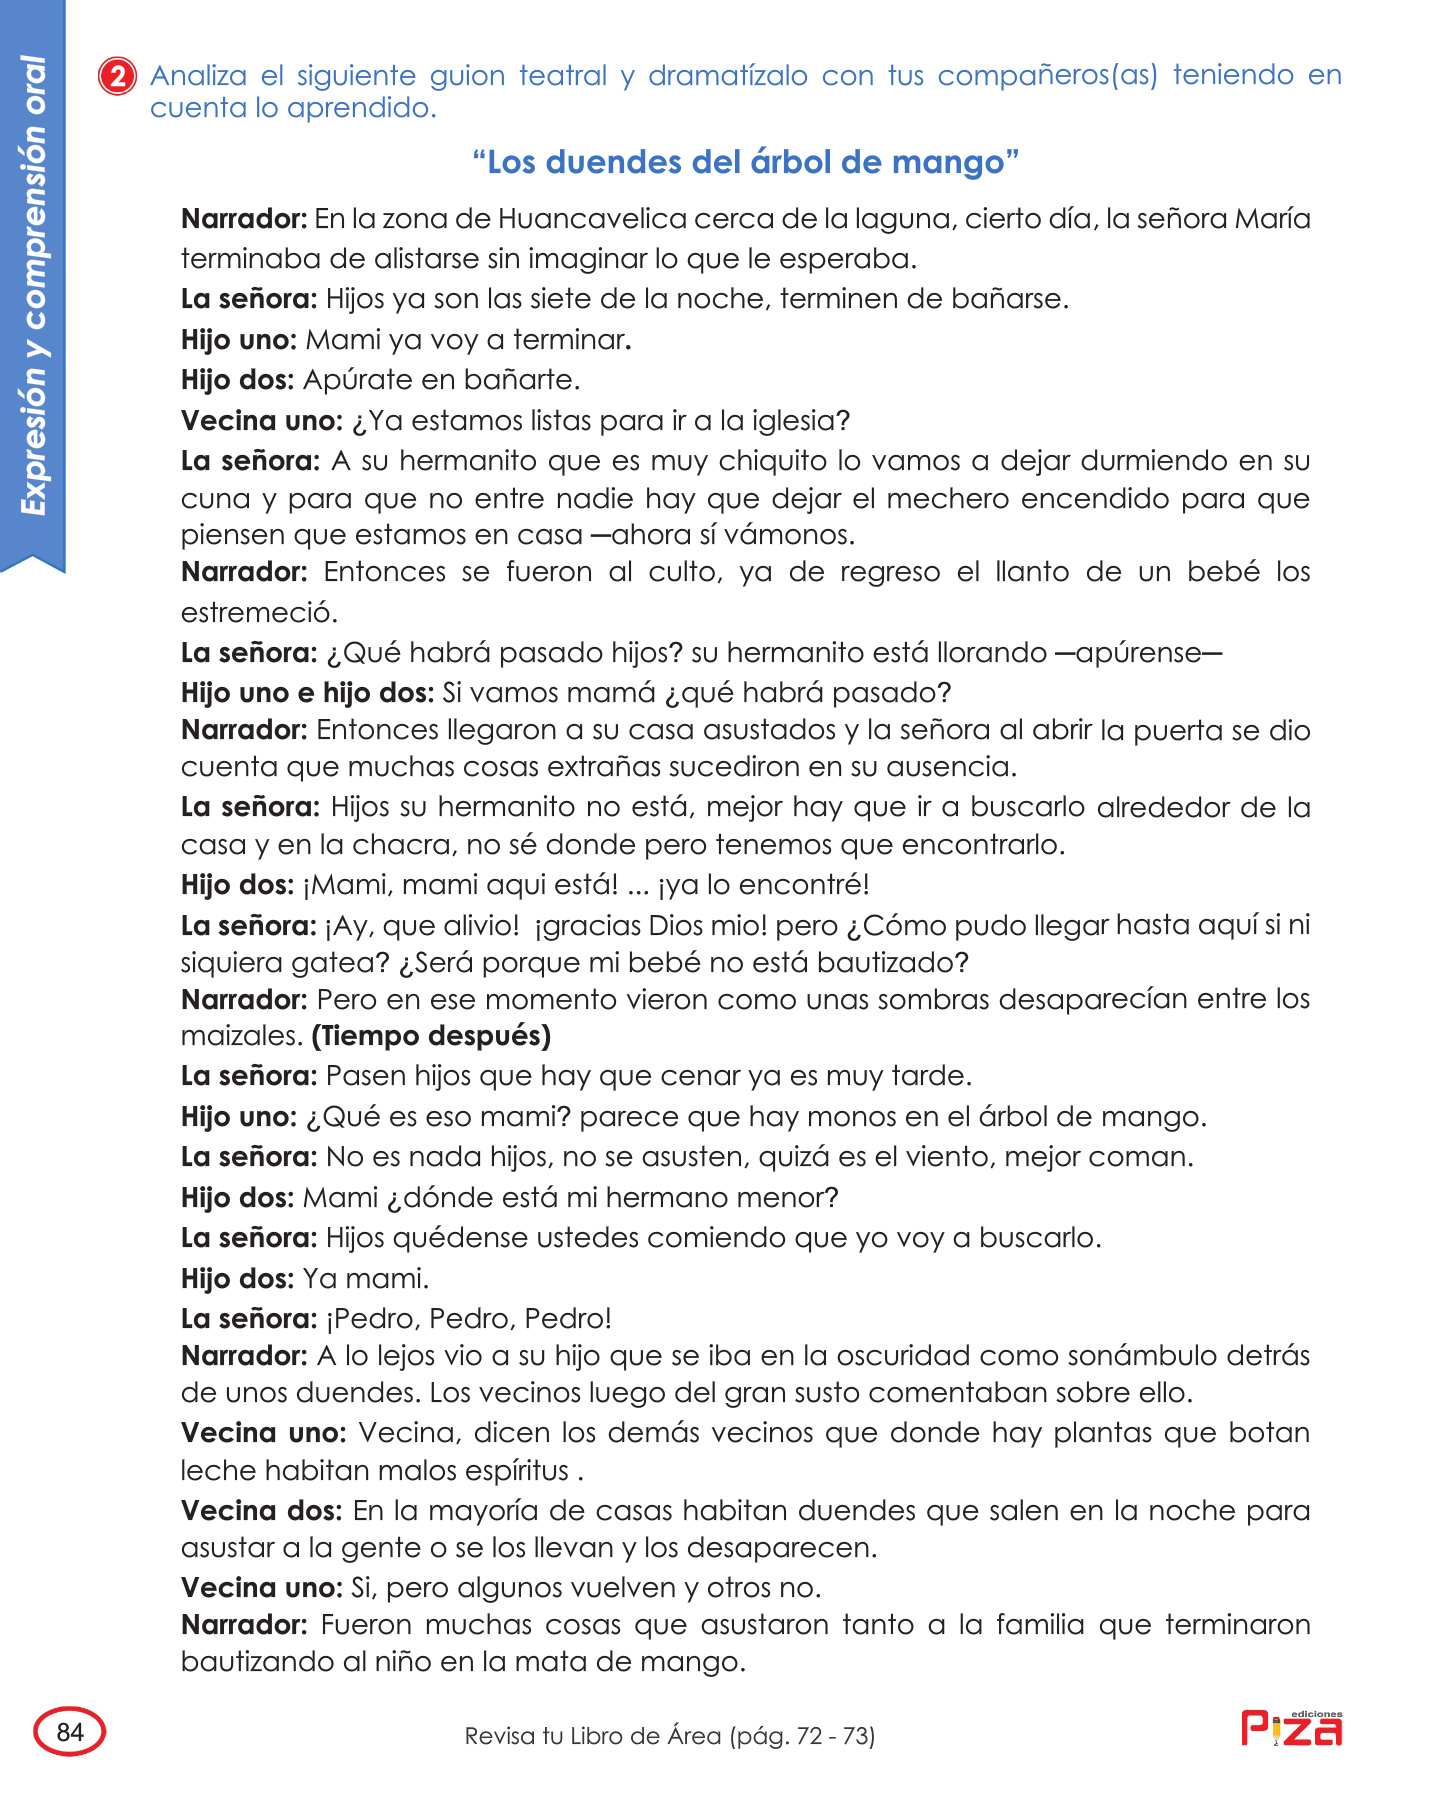 Expresión y comprensión oral
2 Analiza el siguiente guion teatral y dramatízalo con tus compañeros(as) teniendo en
cuenta lo aprendido.
“Los duendes del árbol de mango”
Narrador: En la zona de Huancavelica cerca de la laguna, cierto día, la señora María
terminaba de alistarse sin imaginar lo que le esperaba.
La señora: Hijos ya son las siete de la noche, terminen de bañarse.
Hijo uno: Mami ya voy a terminar.
Hijo dos: Apúrate en bañarte.
Vecina uno: ¿Ya estamos listas para ir a la iglesia?
La señora: A su hermanito que es muy chiquito lo vamos a dejar durmiendo en su
cuna y para que no entre nadie hay que dejar el mechero encendido para que
piensen que estamos en casa —ahora sí vámonos.
Narrador: Entonces se fueron al culto, ya de regreso el llanto de un bebé los
estremeció.
La señora: ¿Qué habrá pasado hijos? su hermanito está llorando —apúrense—
Hijo uno e hijo dos: Si vamos mamá ¿qué habrá pasado?
Narrador: Entonces llegaron a su casa asustados y la señora al abrir la puerta se dio
cuenta que muchas cosas extrañas sucediron en su ausencia.
La señora: Hijos su hermanito no está, mejor hay que ir a buscarlo alrededor de la
casa y en la chacra, no sé donde pero tenemos que encontrarlo.
Hijo dos: ¡Mami, mami aqui está! ... ¡ya lo encontré!
La señora: ¡Ay, que alivio! ¡gracias Dios mio! pero ¿Cómo pudo llegar hasta aquí si ni
siquiera gatea? ¿Será porque mi bebé no está bautizado?
Narrador: Pero en ese momento vieron como unas sombras desaparecían entre los
maizales. (Tiempo después)
La señora: Pasen hijos que hay que cenar ya es muy tarde.
Hijo uno: ¿Qué es eso mami? parece que hay monos en el árbol de mango.
La señora: No es nada hijos, no se asusten, quizá es el viento, mejor coman.
Hijo dos: Mami ¿dónde está mi hermano menor?
La señora: Hijos quédense ustedes comiendo que yo voy a buscarlo.
Hijo dos: Ya mami.
La señora: ¡Pedro, Pedro, Pedro!
Narrador: A lo lejos vio a su hijo que se iba en la oscuridad como sonámbulo detrás
de unos duendes. Los vecinos luego del gran susto comentaban sobre ello.
Vecina uno: Vecina, dicen los demás vecinos que donde hay plantas que botan
leche habitan malos espíritus .
Vecina dos: En la mayoría de casas habitan duendes que salen en la noche para
asustar a la gente o se los llevan y los desaparecen.
Vecina uno: Si, pero algunos vuelven y otros no.
Narrador: Fueron muchas cosas que asustaron tanto a la familia que terminaron
bautizando al niño en la mata de mango.
84
Revisa tu Libro de Área (pág. 72 - 73)
ediciones
Piza